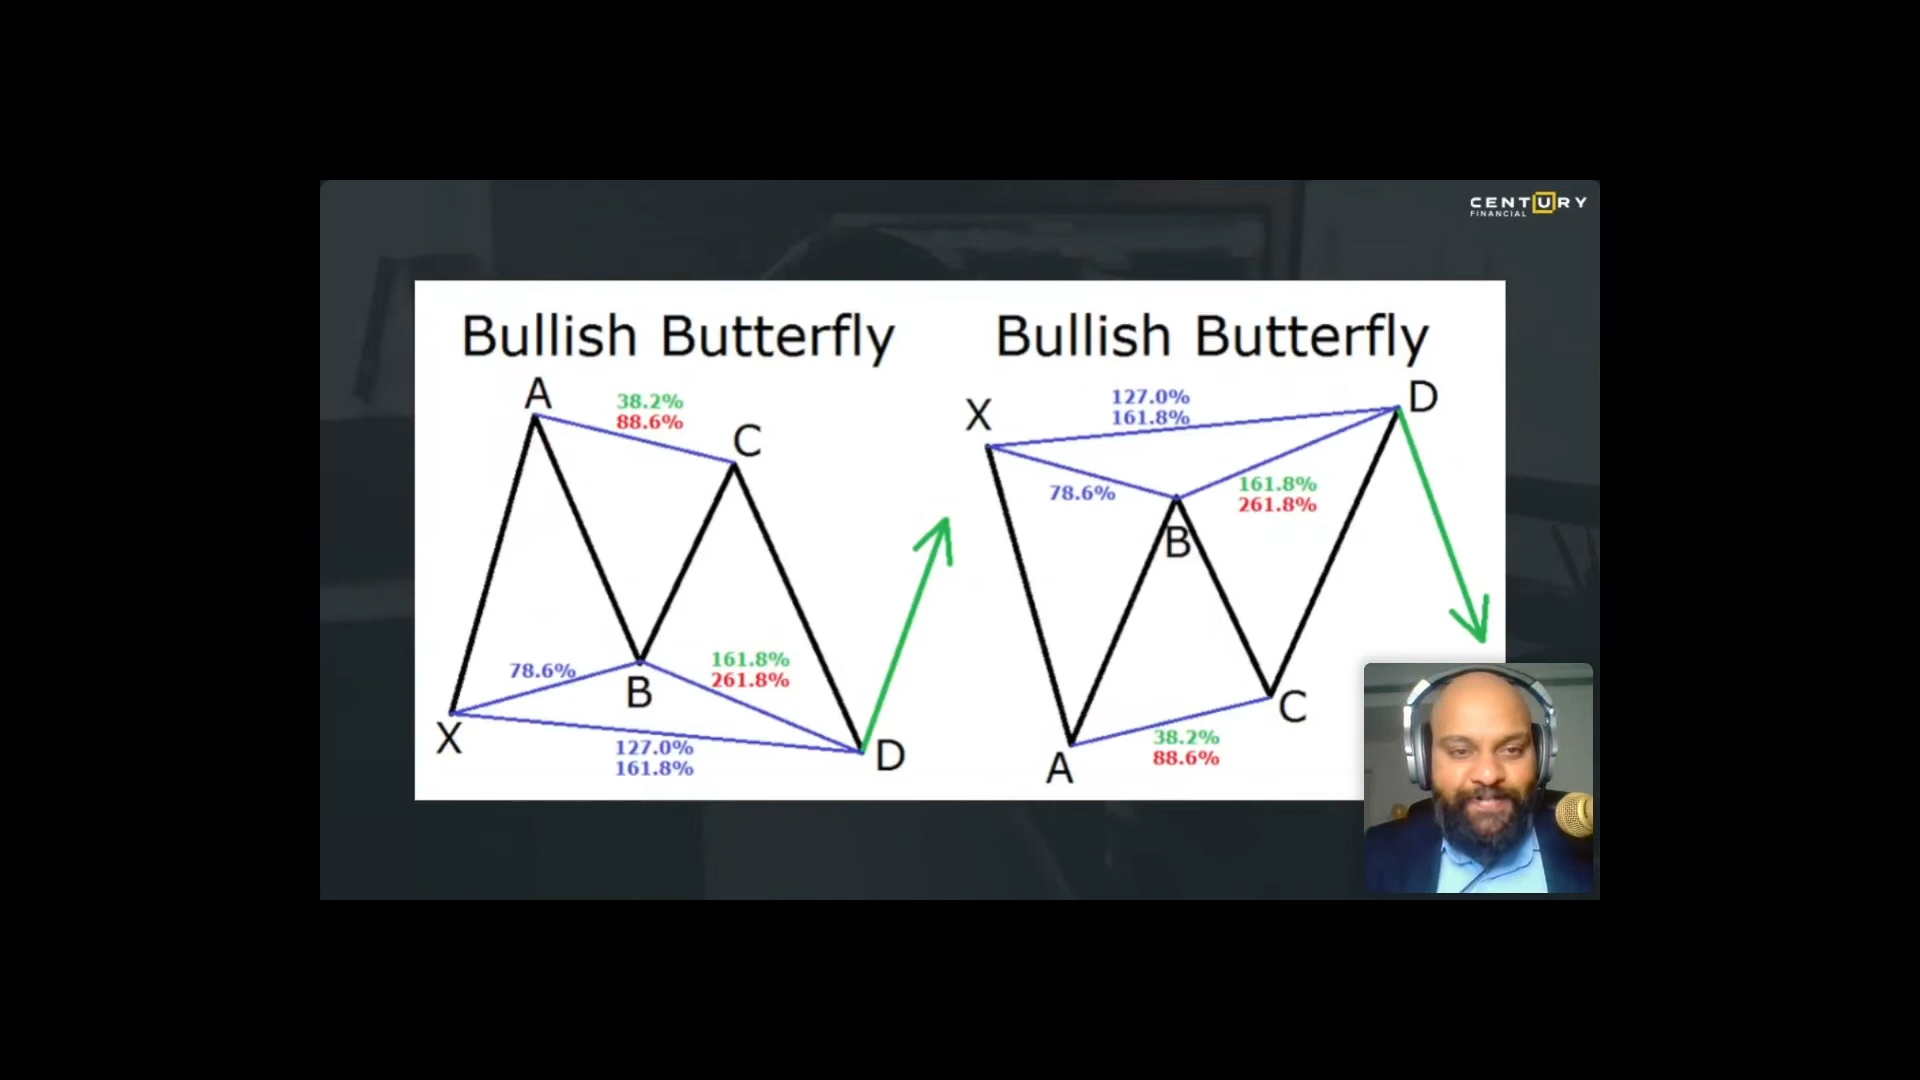 CENTURY
FINANCIAL
Bullish Butterfly
A
38.2%
88.6%
C
78.6%
B
161.8%
261.8%
X
127.0%
161.8%
D
Bullish Butterfly
X
127.0%
161.8%
D
78.6%
161.8%
261.8%
B
C
38.2%
88.6%
A